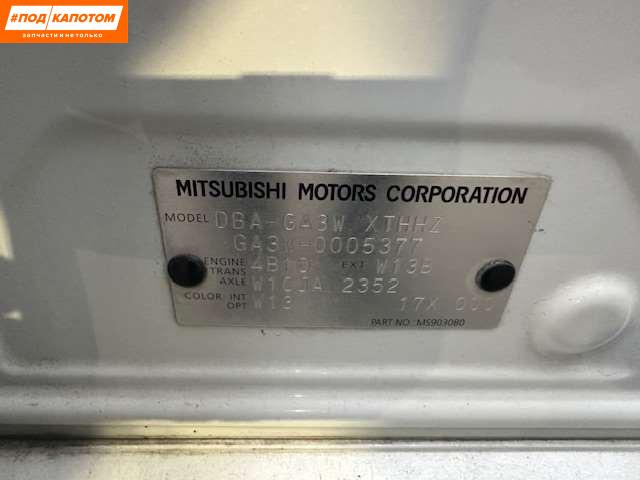 #ПОД КАПОТОМ
запчасти и не только
MITSUBISHI MOTORS CORPORATION
MODEL DBA-GA3W XTHHZ
GA3W-0005377
ENGINE 4B10 EXT W13B
TRANS
AXLE W1CJA 2352
COLOR INT W13 17X
OPT
PART NO. MS903080